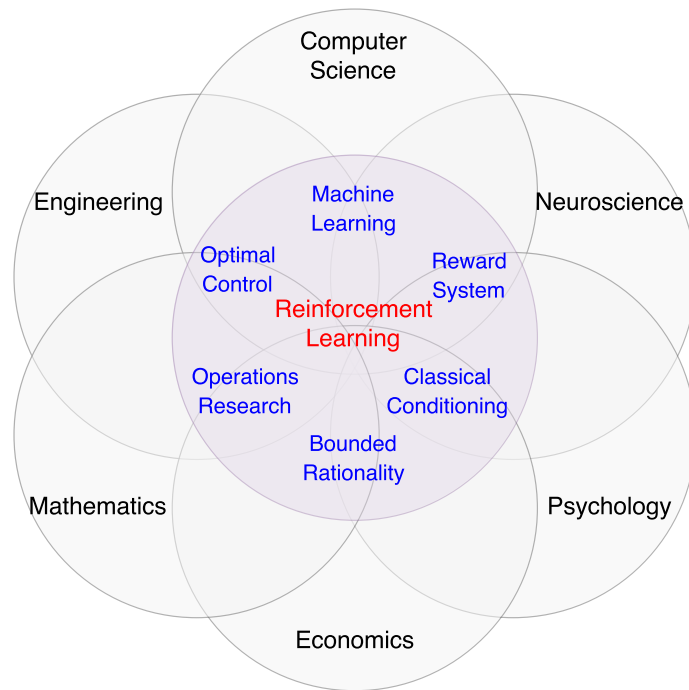 Computer
Science
Engineering
Neuroscience
Machine
Learning
Optimal
Control
Reward
System
Reinforcement
Learning
Operations
Research
Classical
Conditioning
Bounded
Rationality
Mathematics
Psychology
Economics